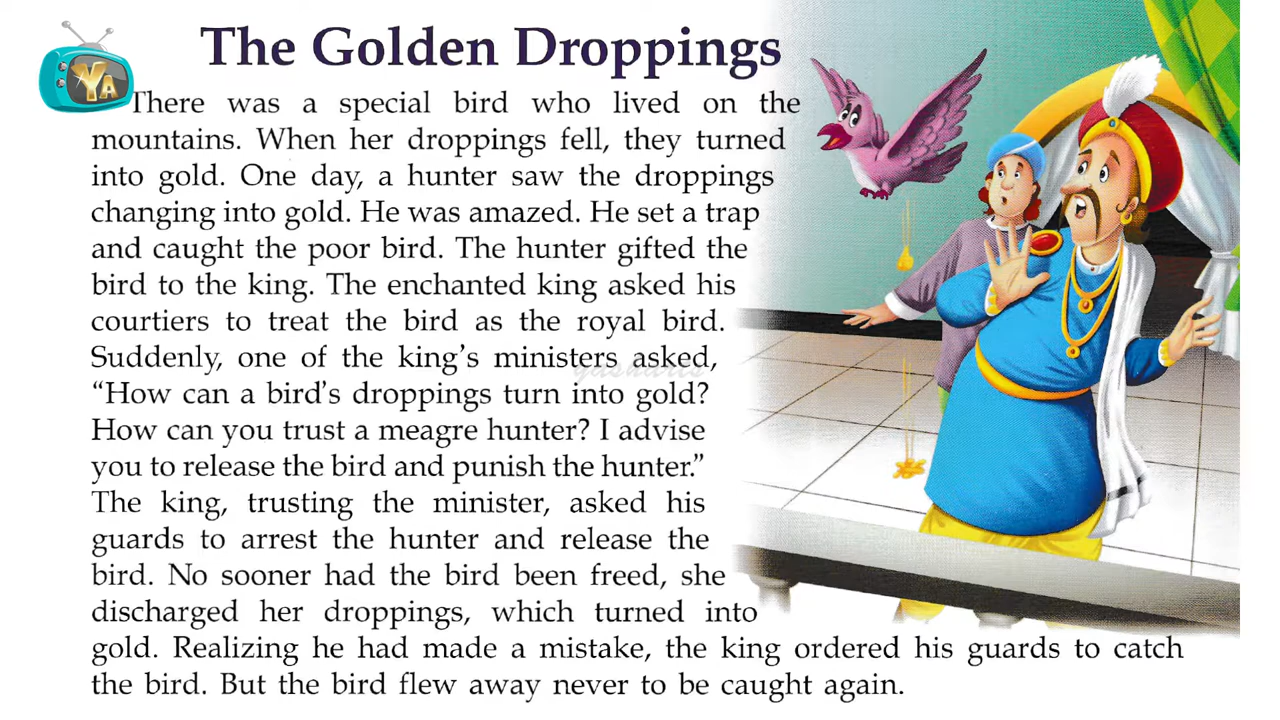 The Golden Droppings
YA
There was a special bird who lived on the
mountains. When her droppings fell, they turned
into gold. One day, a hunter saw the droppings
changing into gold. He was amazed. He set a trap
and caught the poor bird. The hunter gifted the
bird to the king. The enchanted king asked his
courtiers to treat the bird as the royal bird.
Suddenly, one of the king’s ministers asked,
“How can a bird’s droppings turn into gold?
How can you trust a meagre hunter? I advise
you to release the bird and punish the hunter.”
The king, trusting the minister, asked his
guards to arrest the hunter and release the
bird. No sooner had the bird been freed, she
discharged her droppings, which turned into
gold. Realizing he had made a mistake, the king ordered his guards to catch
the bird. But the bird flew away never to be caught again.